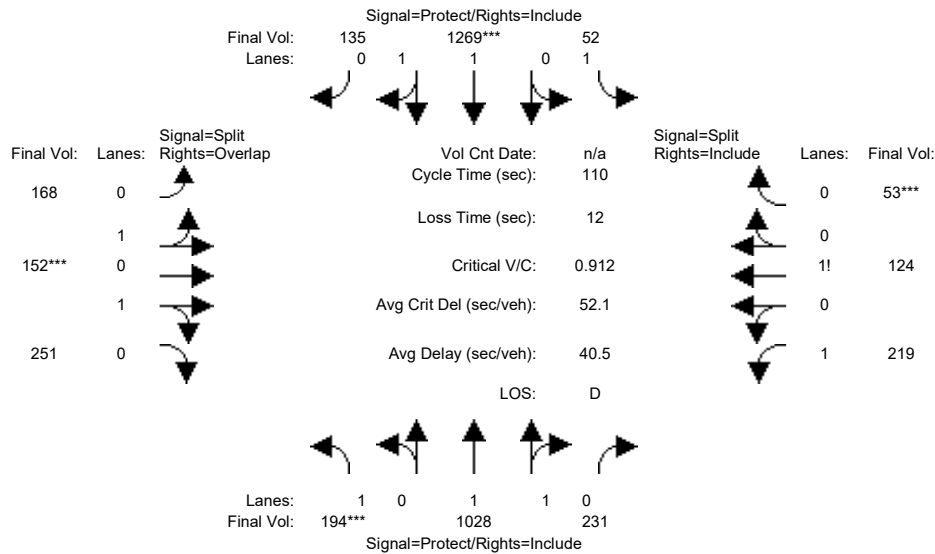 Signal=Protect/Rights=Include
Final Vol: 135 1269*** 52
Lanes: 0 1 1 0 1
Signal=Split
Final Vol: Lanes: Rights=Overlap
Vol Cnt Date: n/a
Signal=Split
Rights=Include Lanes: Final Vol:
Cycle Time (sec): 110
168 0
0 53***
Loss Time (sec): 12
1
0
152*** 0
Critical V/C: 0.912
1! 124
1
Avg Crit Del (sec/veh): 52.1
0
251 0
Avg Delay (sec/veh): 40.5
1 219
LOS: D
Lanes: 1 0 1 1 0
Final Vol: 194*** 1028 231
Signal=Protect/Rights=Include